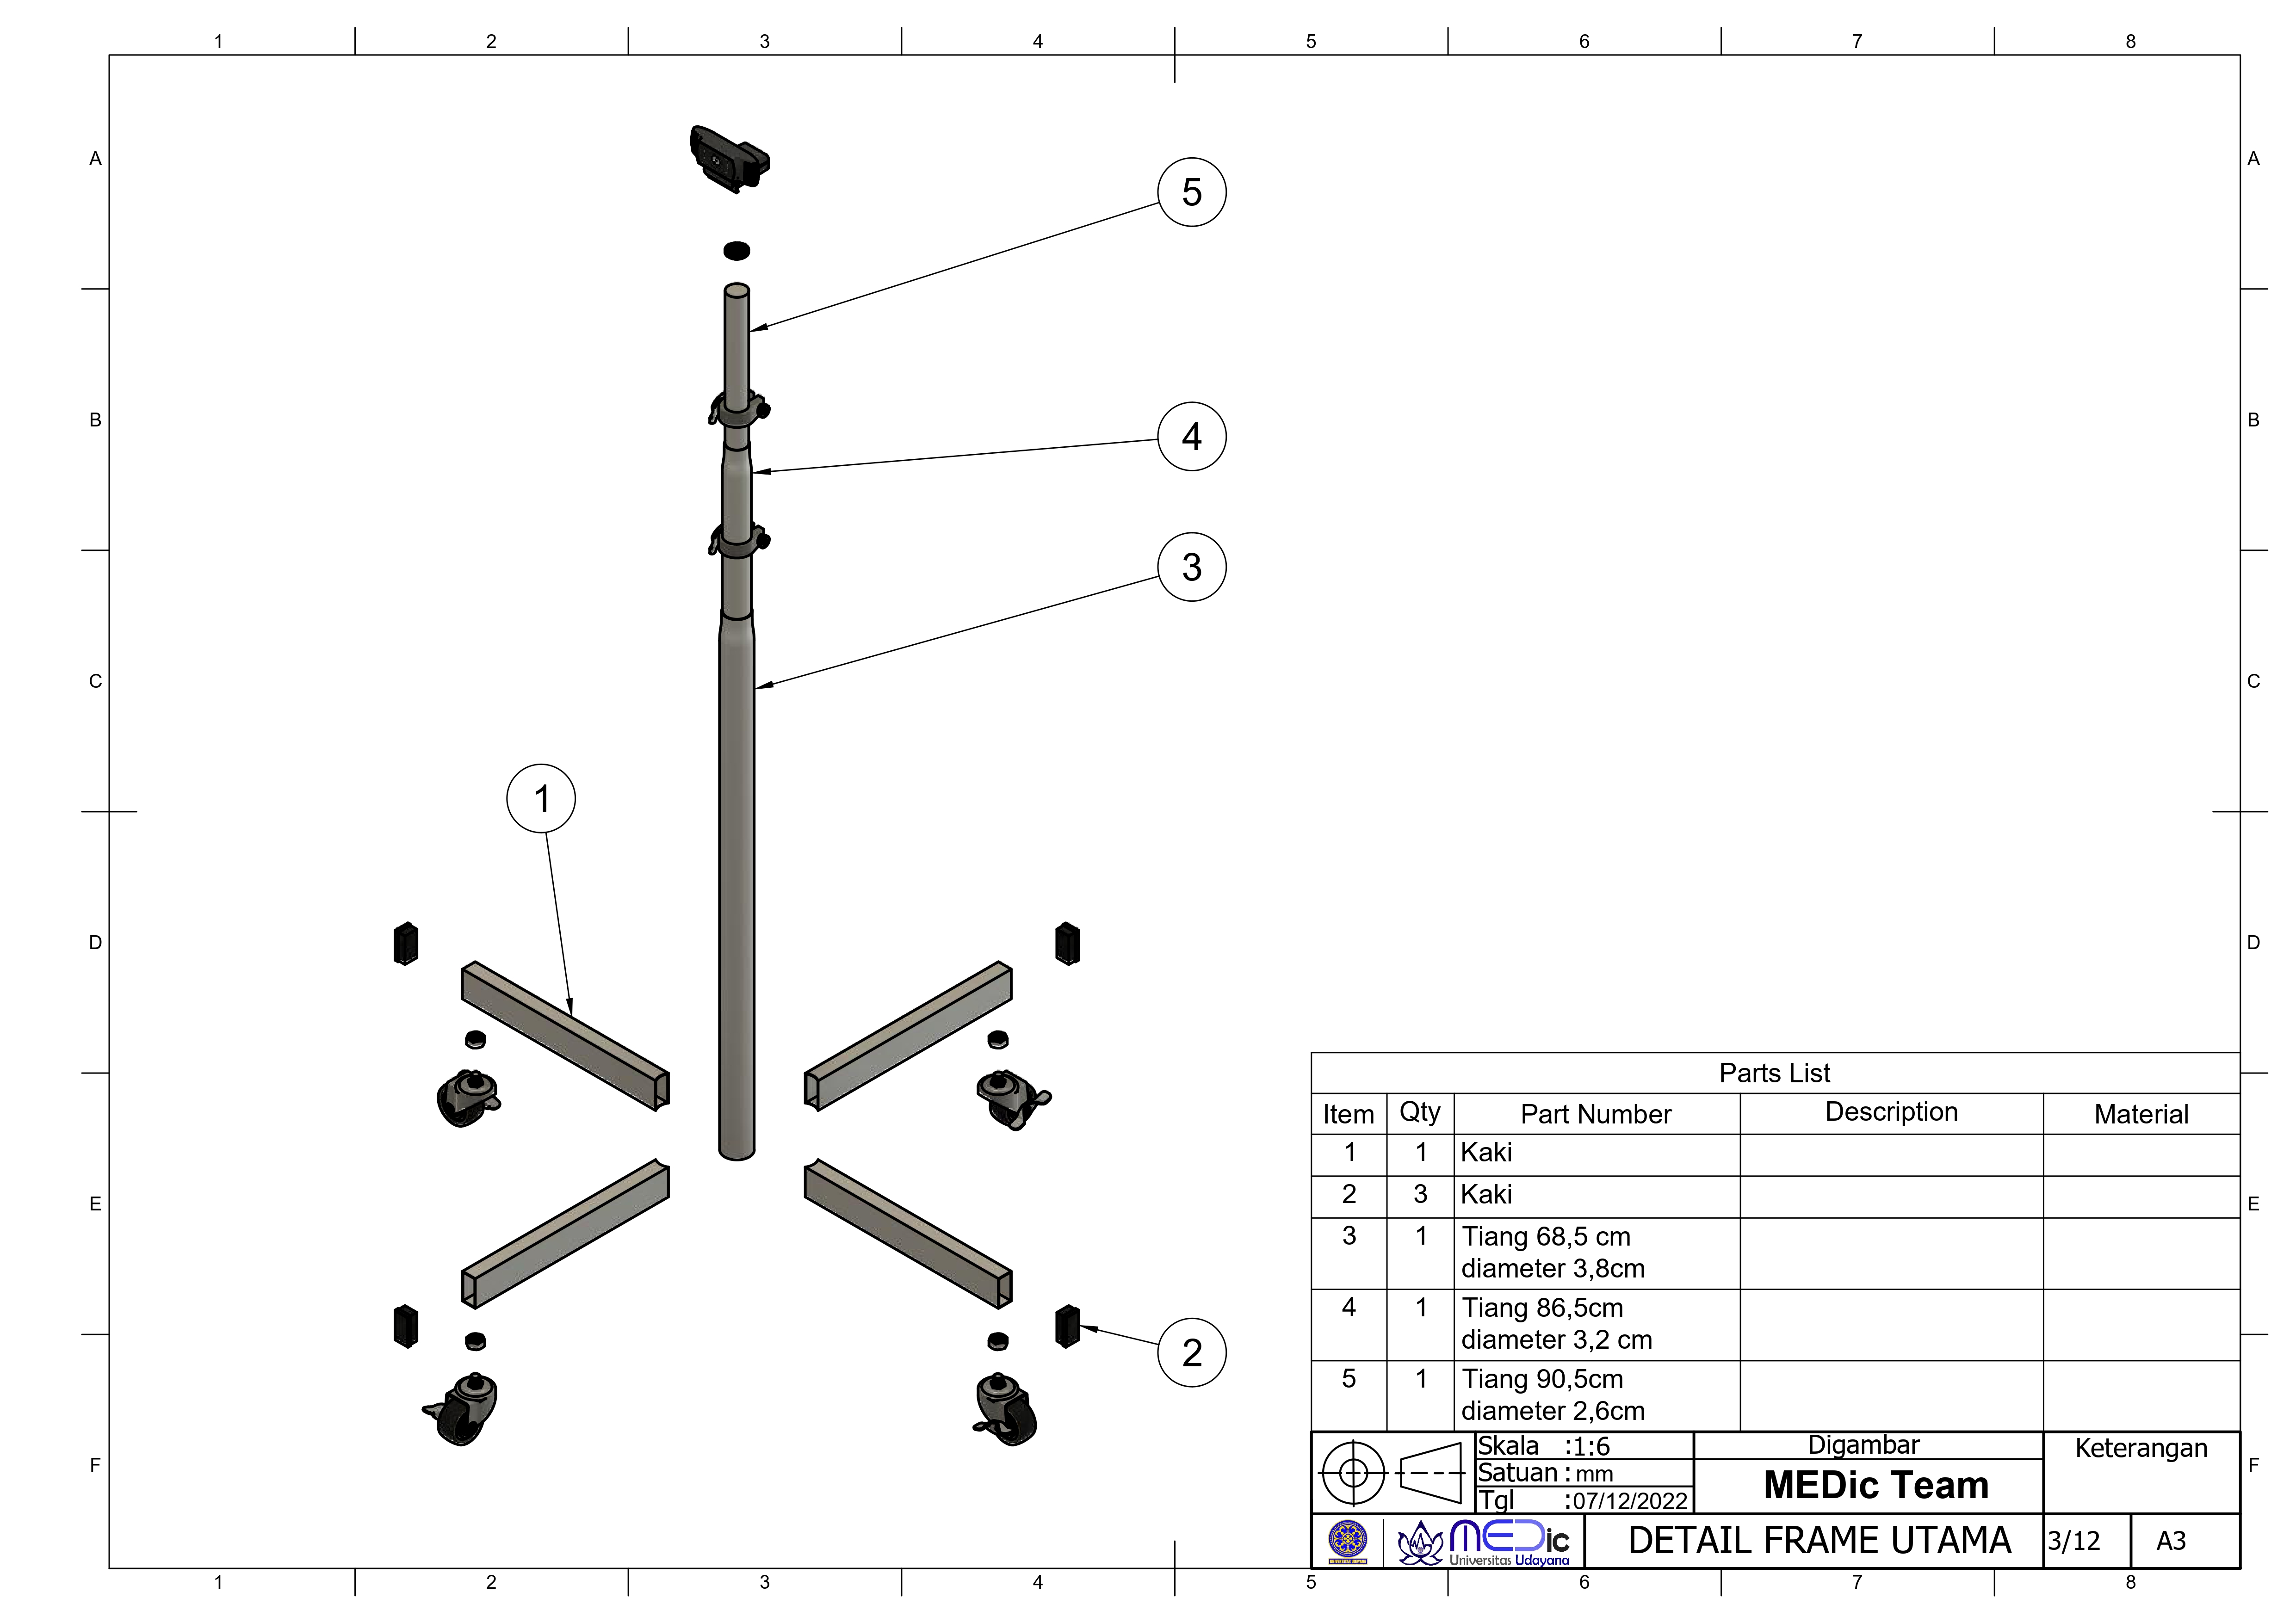 1 2 3 4 5 6 7 8
A A
5
B B
4
3
C C
1
D D
Parts List
Item Qty Part Number Description Material
1 1 Kaki
2 3 Kaki
E E
3 1 Tiang 68,5 cm
diameter 3,8cm
4 1 Tiang 86,5cm
diameter 3,2 cm
2
5 1 Tiang 90,5cm
diameter 2,6cm
F F
Skala :1:6 Digambar Keterangan
Satuan : mm MEDic Team
Tgl :07/12/2022
MEDic
Universitas Udayana
DETAIL FRAME UTAMA 3/12 A3
1 2 3 4 5 6 7 8